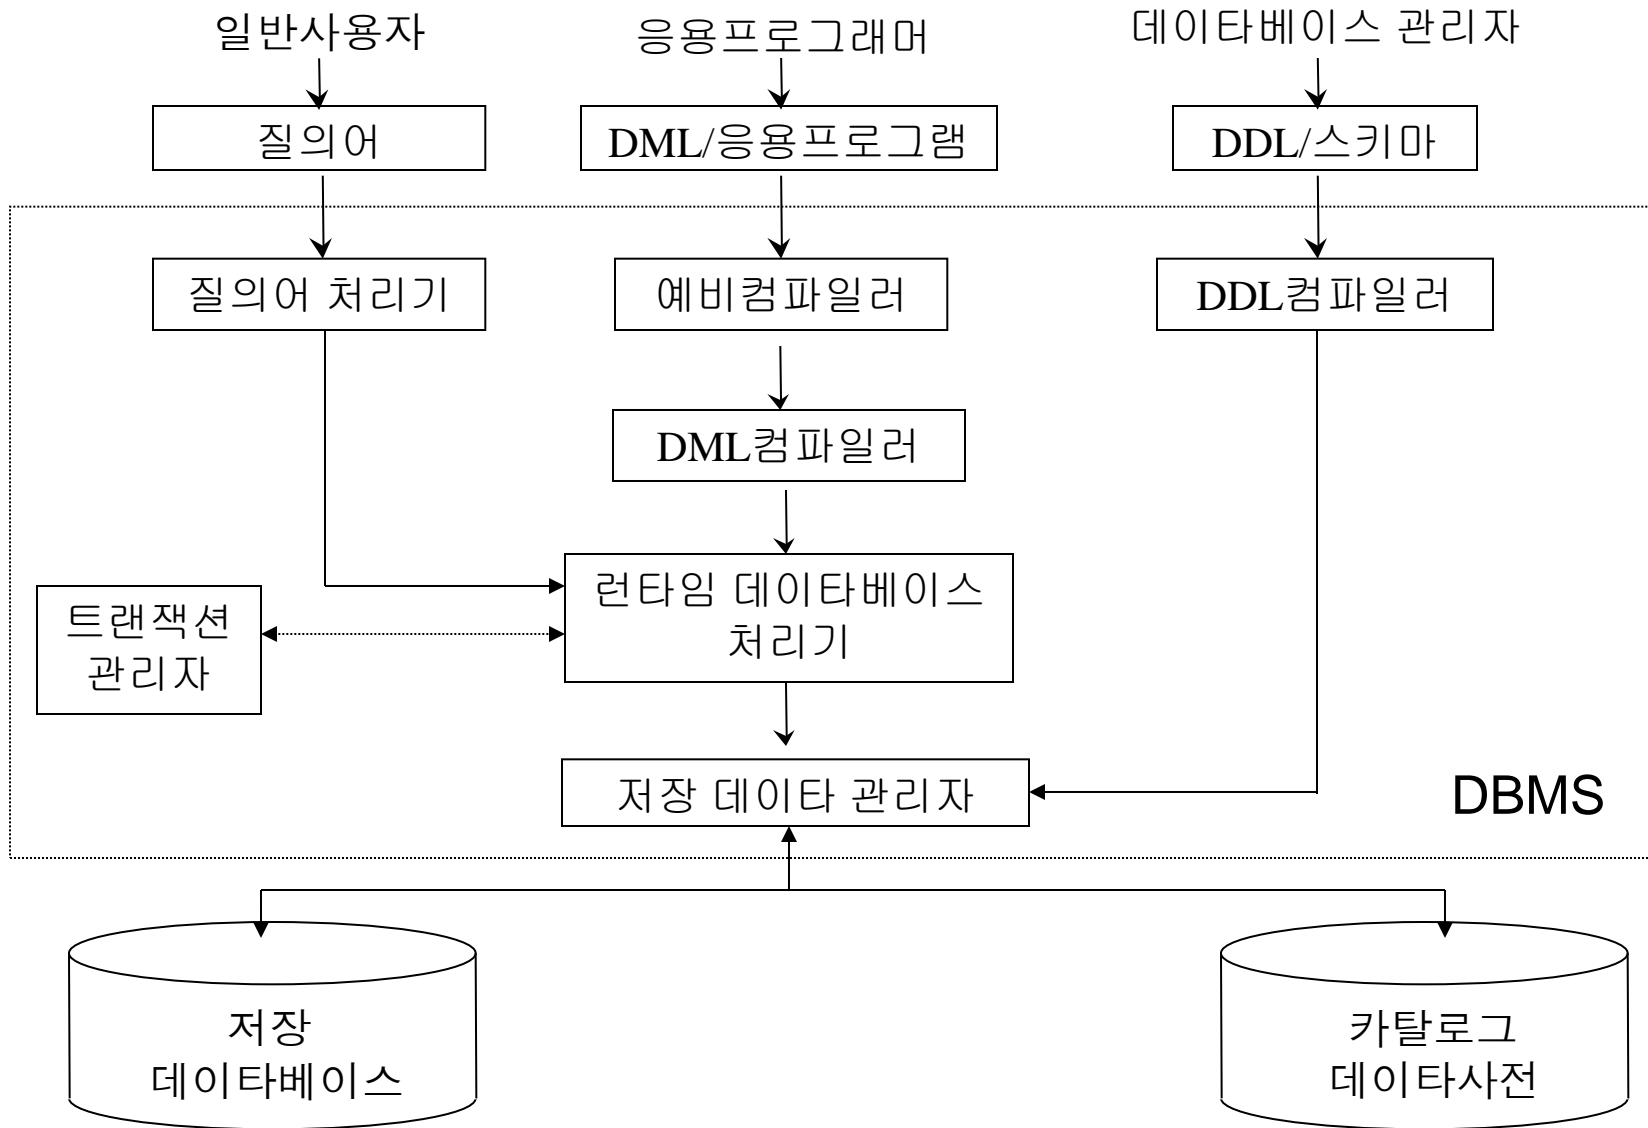 일반사용자
응용프로그래머
데이타베이스 관리자
질의어
DML/응용프로그램
DDL/스키마
질의어 처리기
예비컴파일러
DDL컴파일러
DML컴파일러
런타임 데이타베이스
처리기
트랜잭션
관리자
저장 데이타 관리자
DBMS
저장
데이타베이스
카탈로그
데이타사전